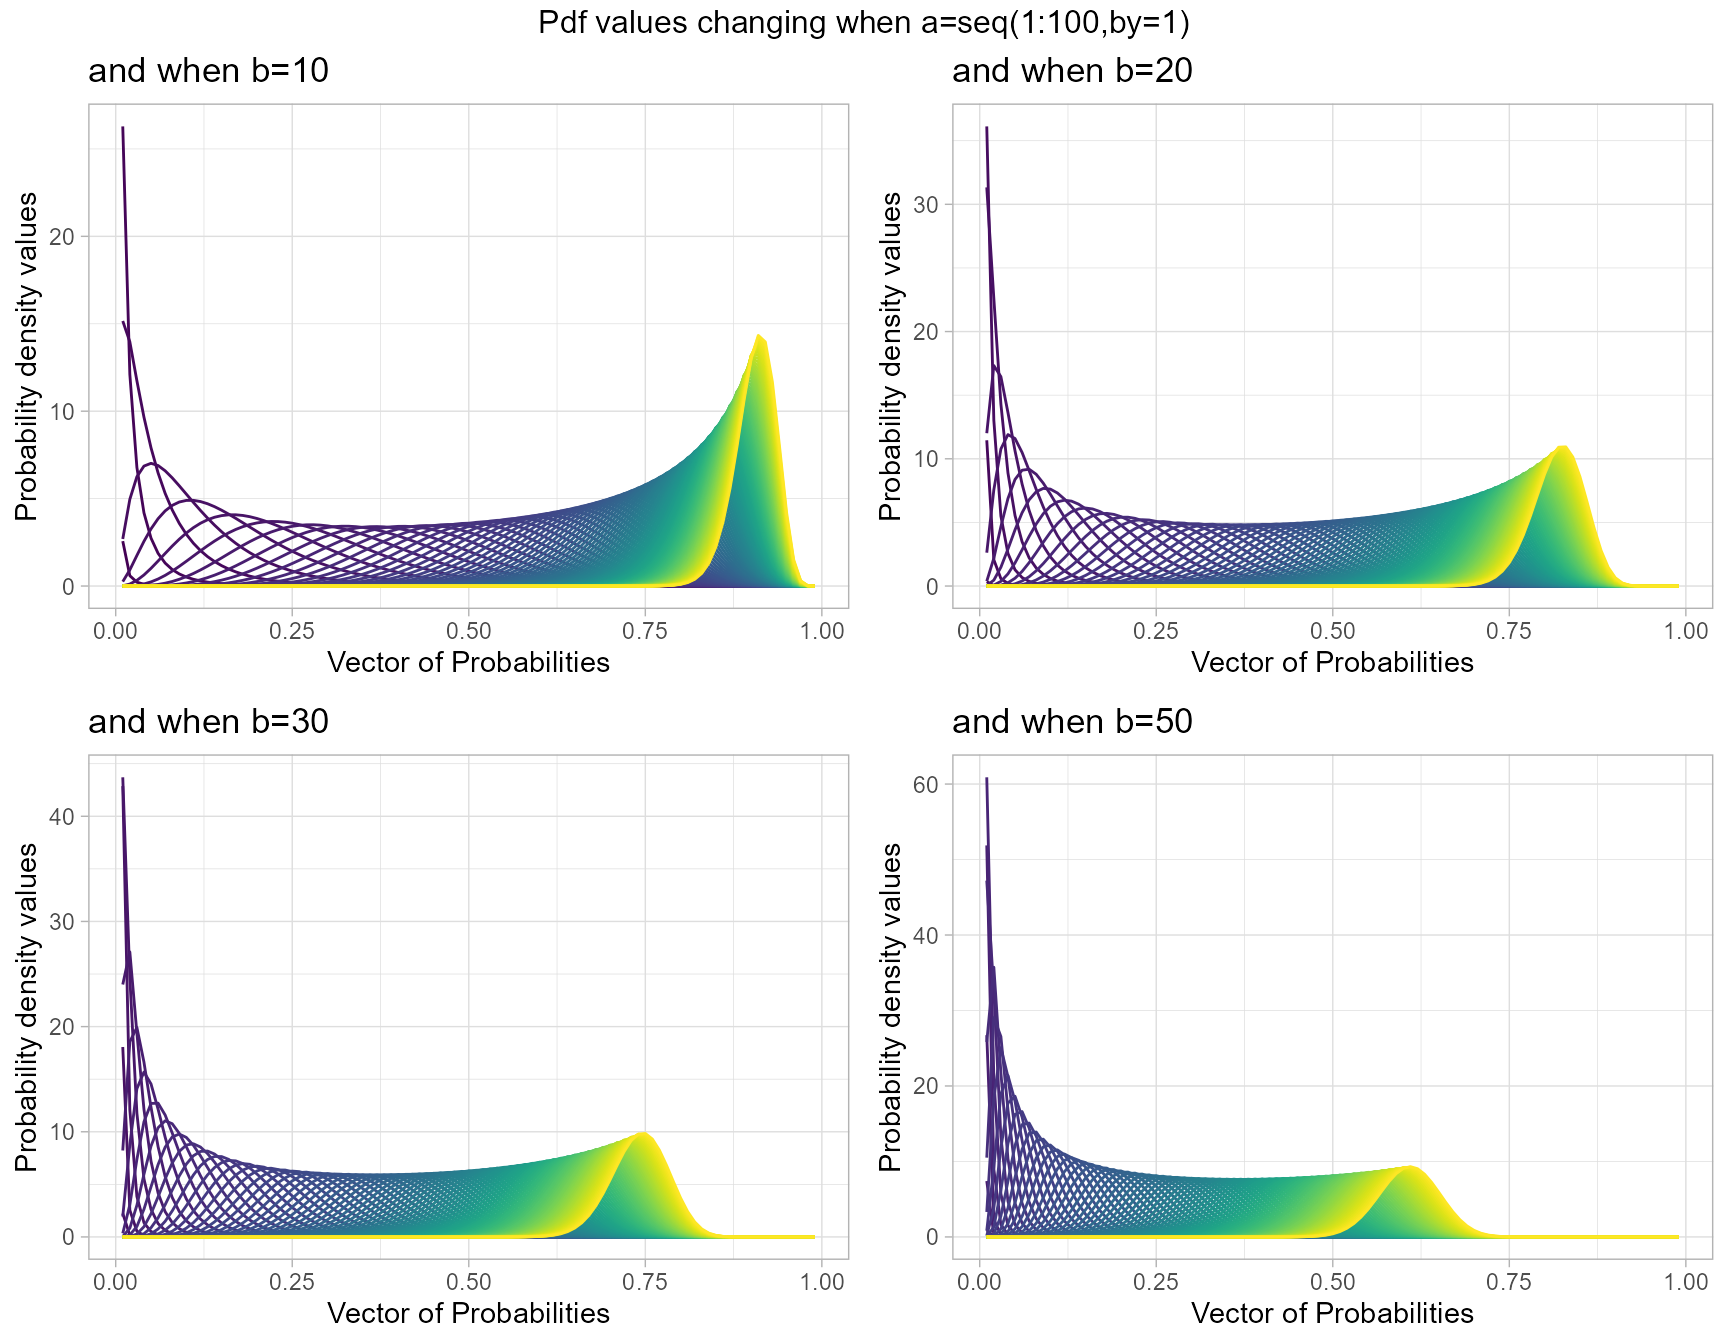 Pdf values changing when a=seq(1:100,by=1)
and when b=10
Probability density values
20
10
0
0.00 0.25 0.50 0.75 1.00
Vector of Probabilities
and when b=20
Probability density values
30
20
10
0
0.00 0.25 0.50 0.75 1.00
Vector of Probabilities
and when b=30
Probability density values
40
30
20
10
0
0.00 0.25 0.50 0.75 1.00
Vector of Probabilities
and when b=50
Probability density values
60
40
20
0
0.00 0.25 0.50 0.75 1.00
Vector of Probabilities